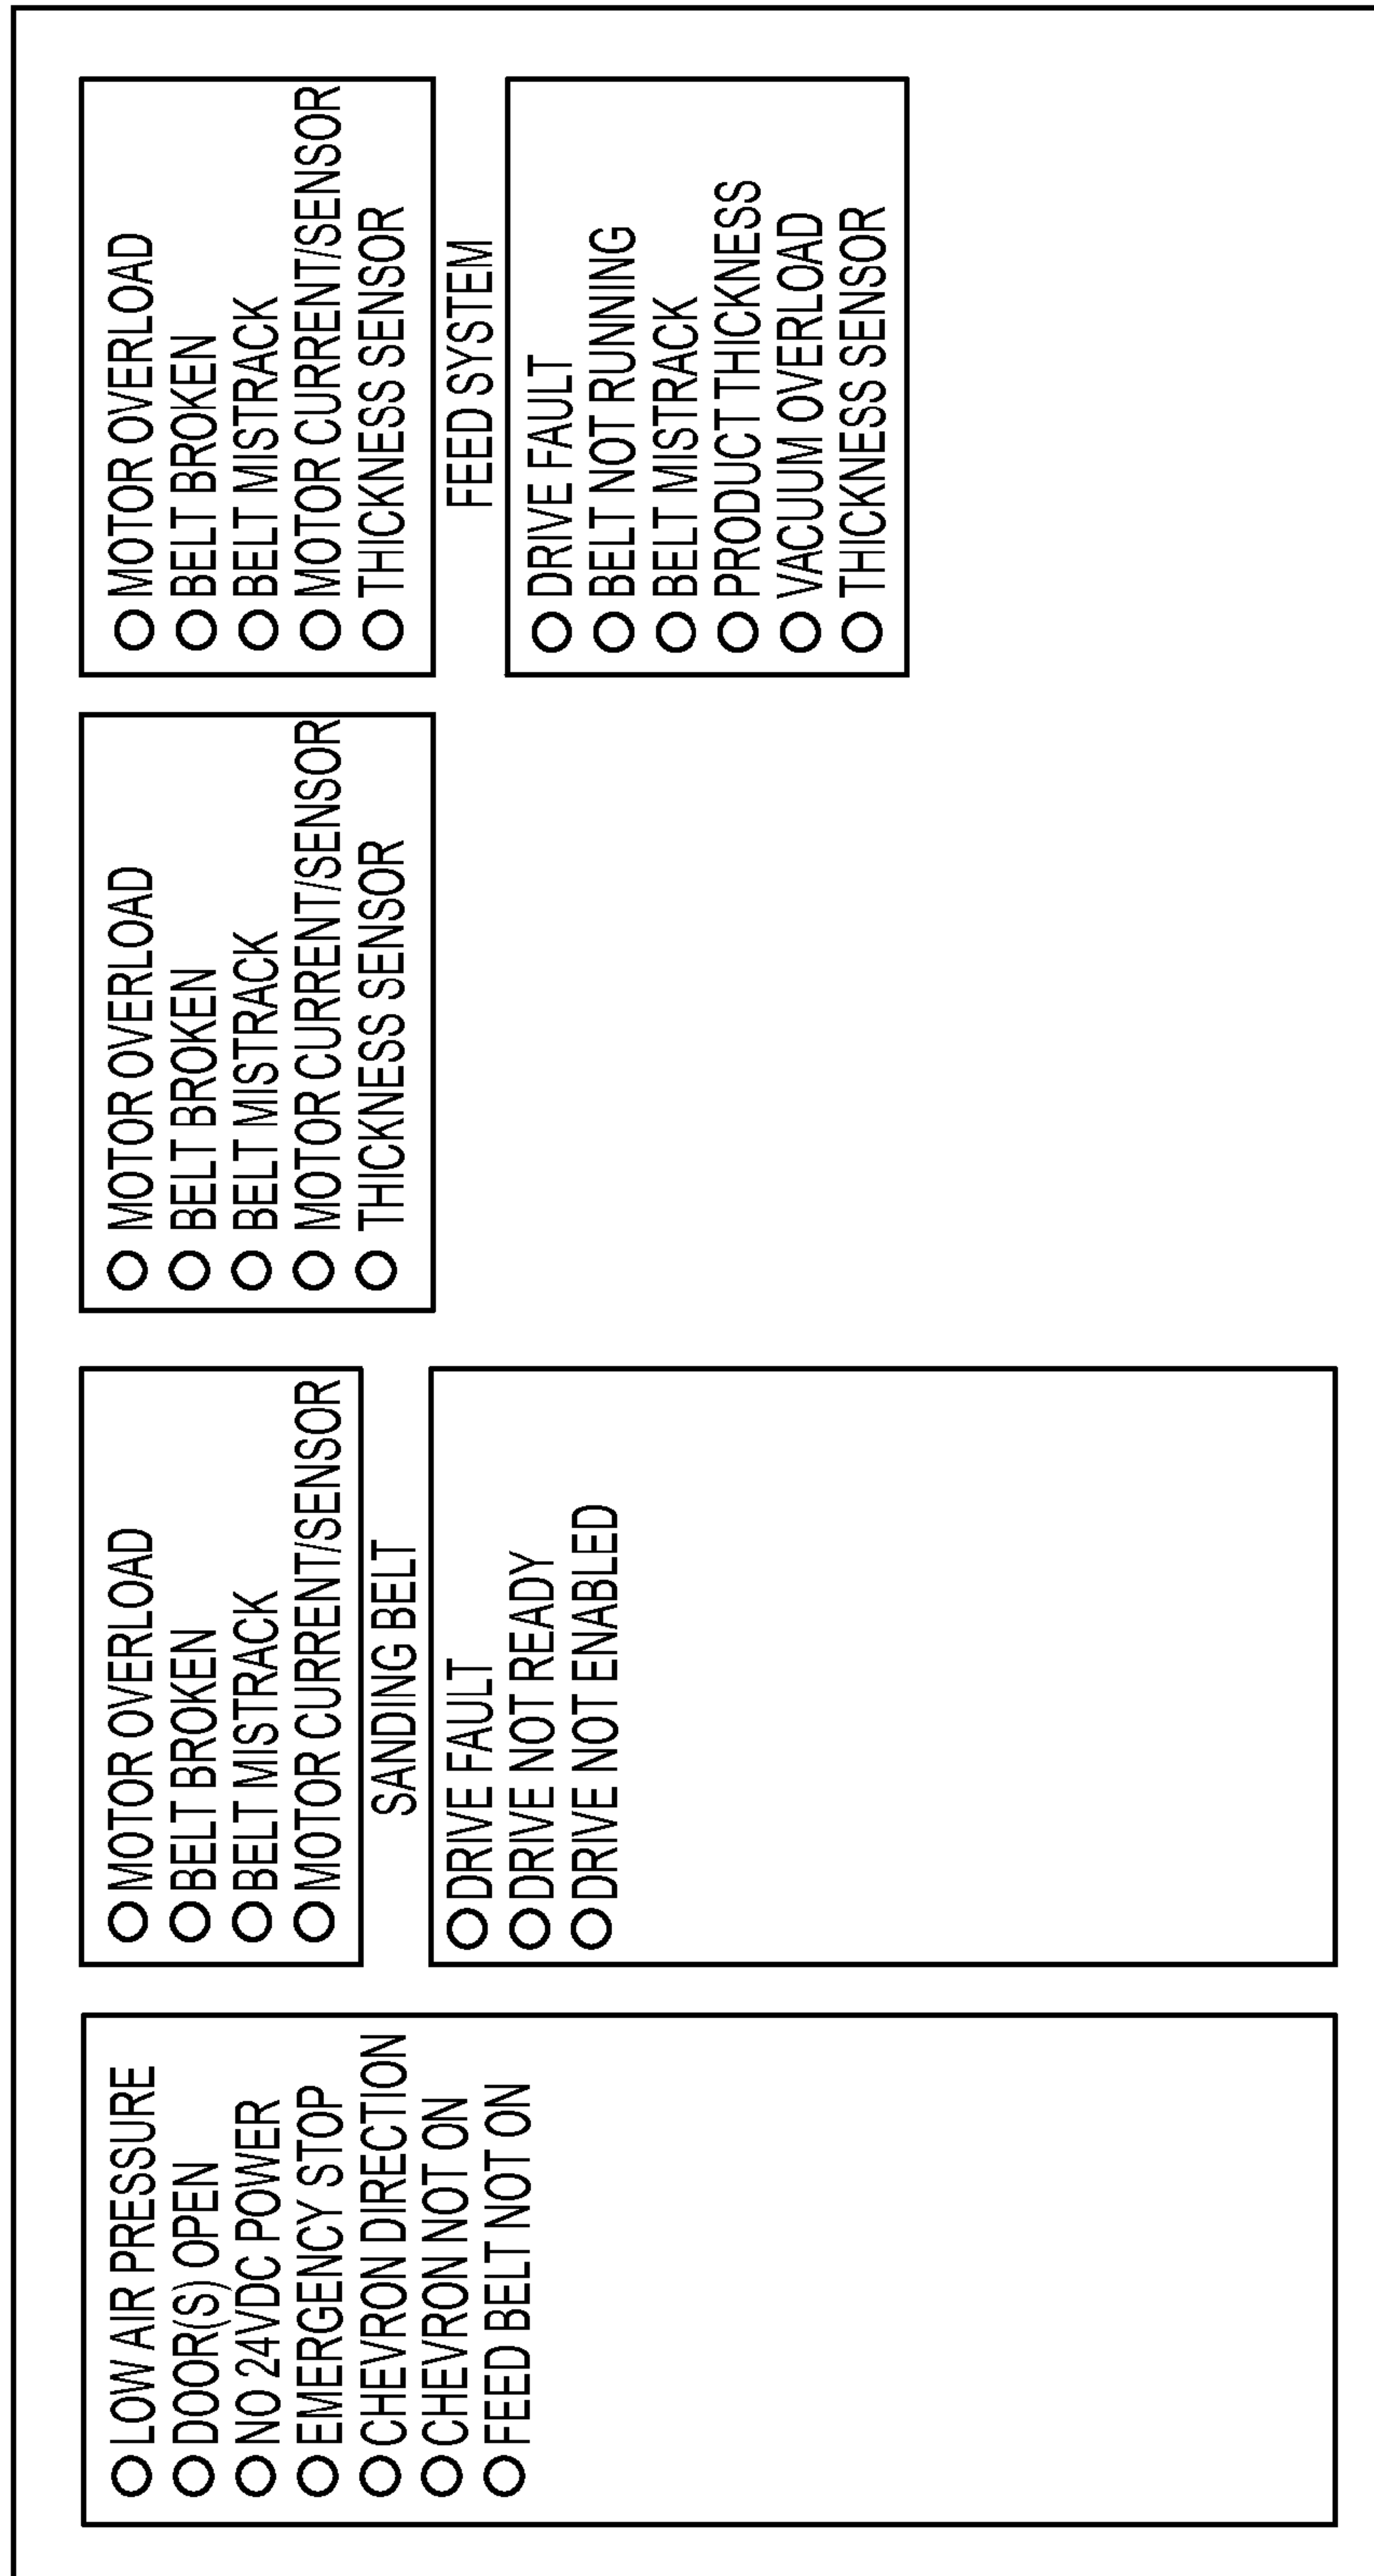 LOW AIR PRESSURE
DOOR(S) OPEN
NO 24VDC POWER
EMERGENCY STOP
CHEVRON DIRECTION
CHEVRON NOT ON
FEED BELT NOT ON
MOTOR OVERLOAD
BELT BROKEN
BELT MISTRACK
MOTOR CURRENT/SENSOR
SANDING BELT
DRIVE FAULT
DRIVE NOT READY
DRIVE NOT ENABLED
MOTOR OVERLOAD
BELT BROKEN
BELT MISTRACK
MOTOR CURRENT/SENSOR
THICKNESS SENSOR
MOTOR OVERLOAD
BELT BROKEN
BELT MISTRACK
MOTOR CURRENT/SENSOR
THICKNESS SENSOR
FEED SYSTEM
DRIVE FAULT
BELT NOT RUNNING
BELT MISTRACK
PRODUCT THICKNESS
VACUUM OVERLOAD
THICKNESS SENSOR